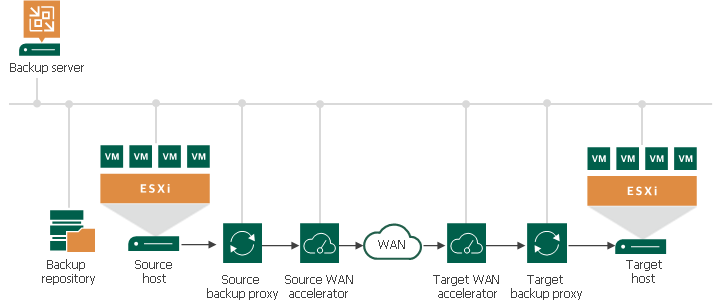 Backup server
VM VM VM VM
ESXi
VM VM VM VM
ESXi
WAN
Backup
repository
Source
host
Source
backup proxy
Source WAN
accelerator
Target WAN
accelerator
Target
backup proxy
Target
host